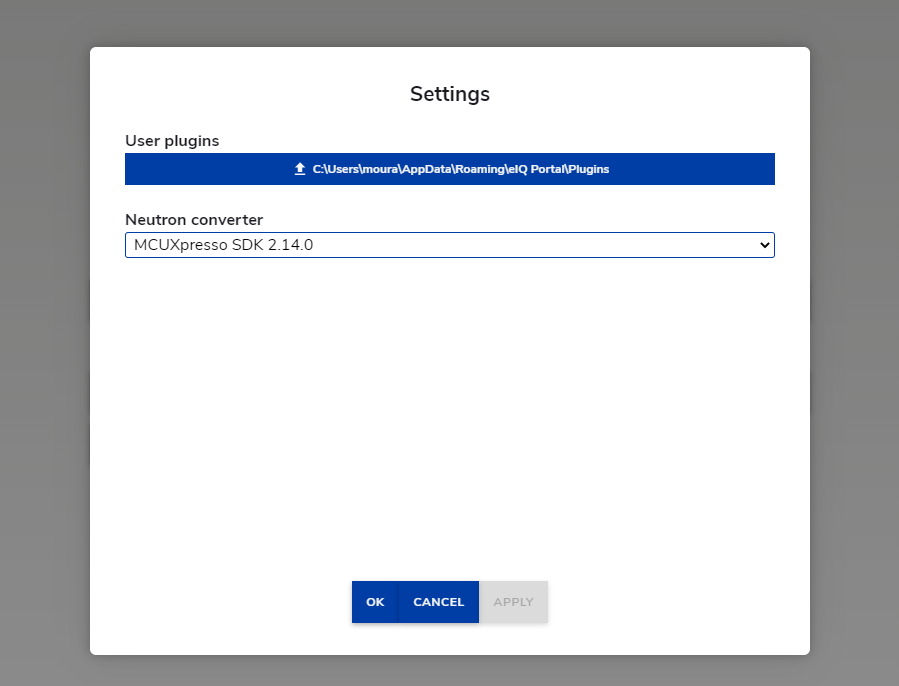 Settings
User plugins
C:\Users\moura\AppData\Roaming\eIQ Portal\Plugins
Neutron converter
MCUXpresso SDK 2.14.0
OK CANCEL APPLY